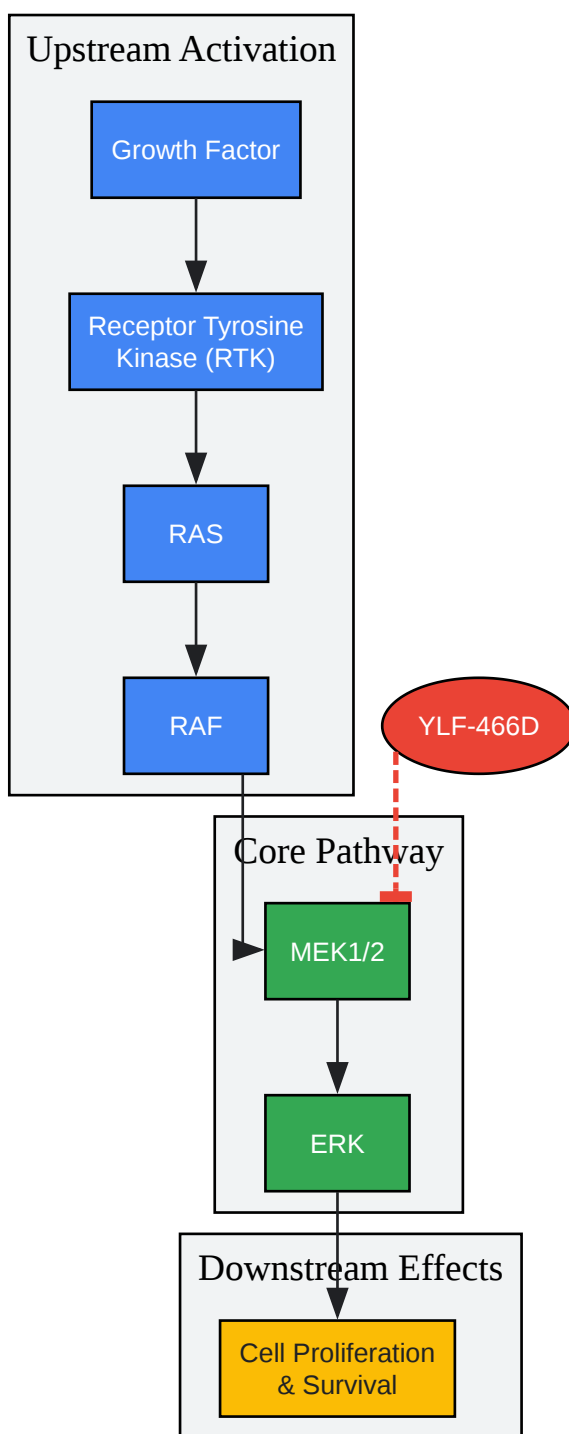 Upstream Activation
Growth Factor
Receptor Tyrosine
Kinase (RTK)
RAS
RAF
YLF-466D
Core Pathway
MEK1/2
ERK
Downstream Effects
Cell Proliferation
& Survival